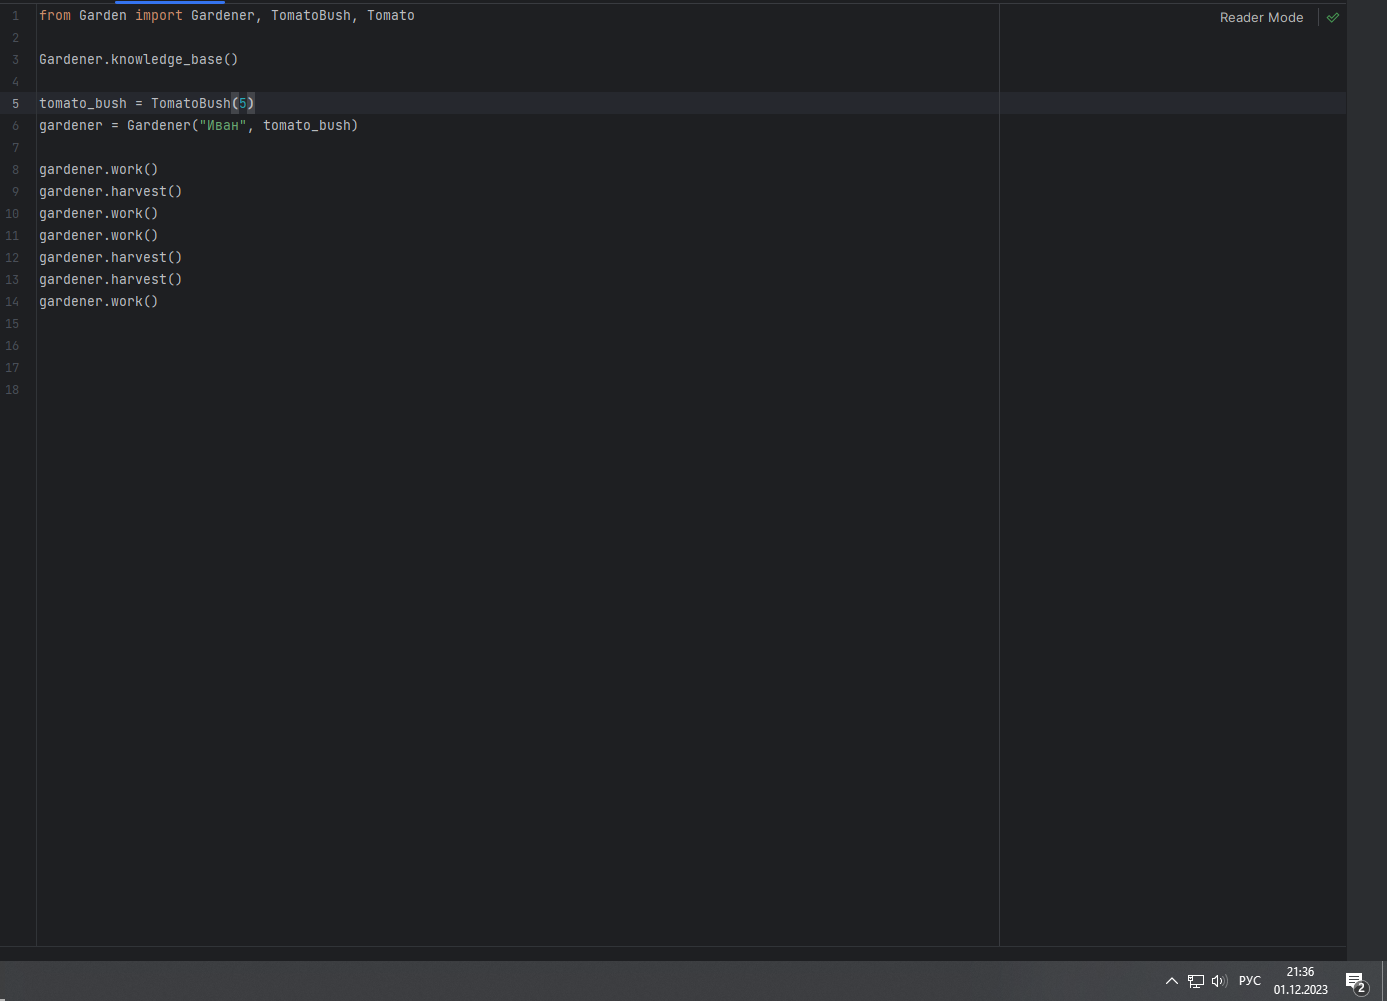 1 from Garden import Gardener, TomatoBush, Tomato
Reader Mode
2
3 Gardener.knowledge_base()
4
5 tomato_bush = TomatoBush(5)
6 gardener = Gardener("Иван", tomato_bush)
7
8 gardener.work()
9 gardener.harvest()
10 gardener.work()
11 gardener.work()
12 gardener.harvest()
13 gardener.harvest()
14 gardener.work()
15
16
17
18
РУС
21:36
01.12.2023
2